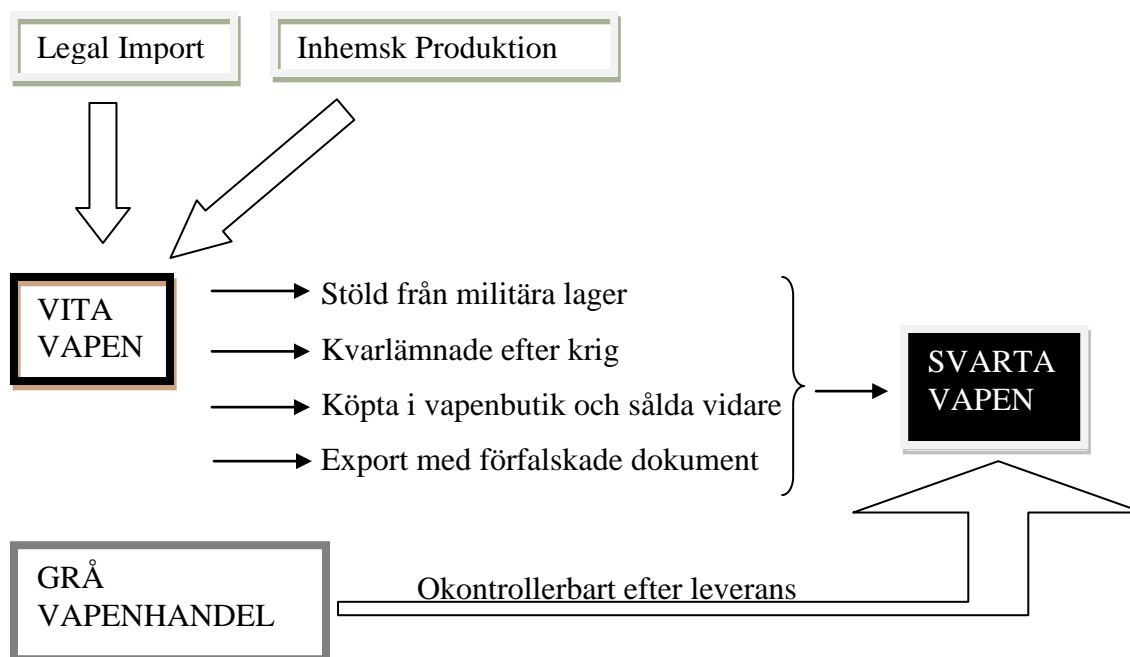 Legal Import
Inhemsk Produktion
VITA
VAPEN
Stöld från militära lager
Kvarlämnade efter krig
Köpta i vapenbutik och sålda vidare
Export med förfalskade dokument
SVARTA
VAPEN
GRÅ
VAPENHANDEL
Okontrollerbart efter leverans